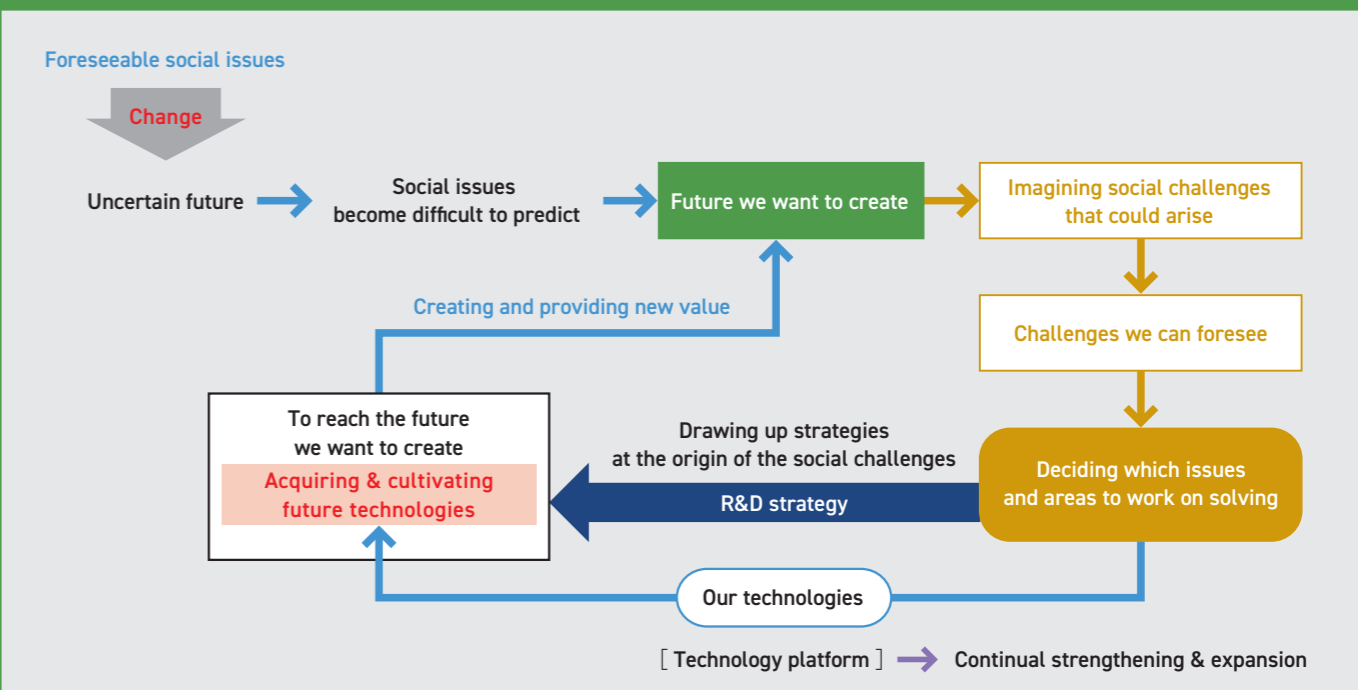 Foreseeable social issues
Change
Uncertain future
Social issues
become difficult to predict
Future we want to create
Imagining social challenges
that could arise
Creating and providing new value
Challenges we can foresee
To reach the future
we want to create
Acquiring & cultivating
future technologies
Drawing up strategies
at the origin of the social challenges
R&D strategy
Deciding which issues
and areas to work on solving
Our technologies
[ Technology platform ]
Continual strengthening & expansion